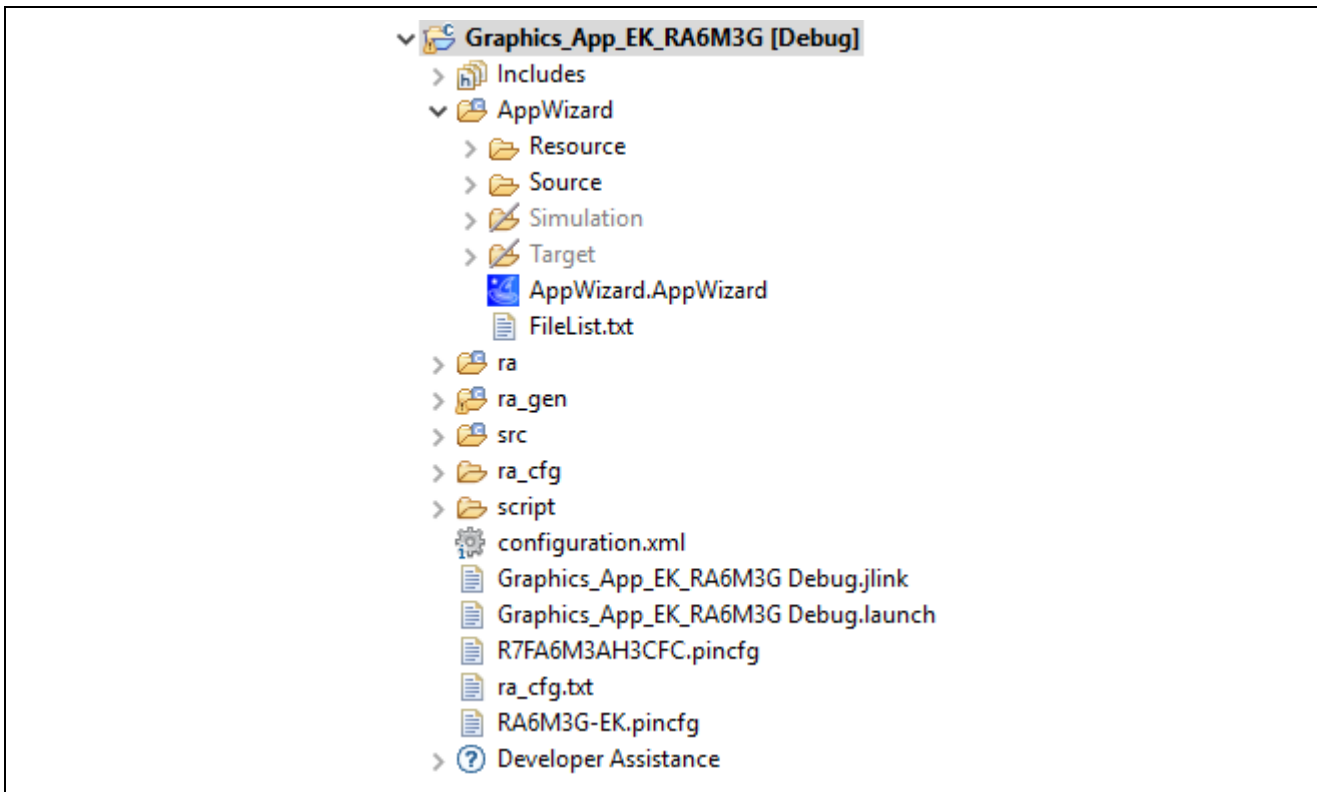 Graphics_App_EK_RA6M3G [Debug]
Includes
AppWizard
Resource
Source
Simulation
Target
AppWizard.AppWizard
FileList.txt
ra
ra_gen
src
ra_cfg
script
configuration.xml
Graphics_App_EK_RA6M3G Debug.jlink
Graphics_App_EK_RA6M3G Debug.launch
R7FA6M3AH3CFC.pincfg
ra_cfg.txt
RA6M3G-EK.pincfg
Developer Assistance